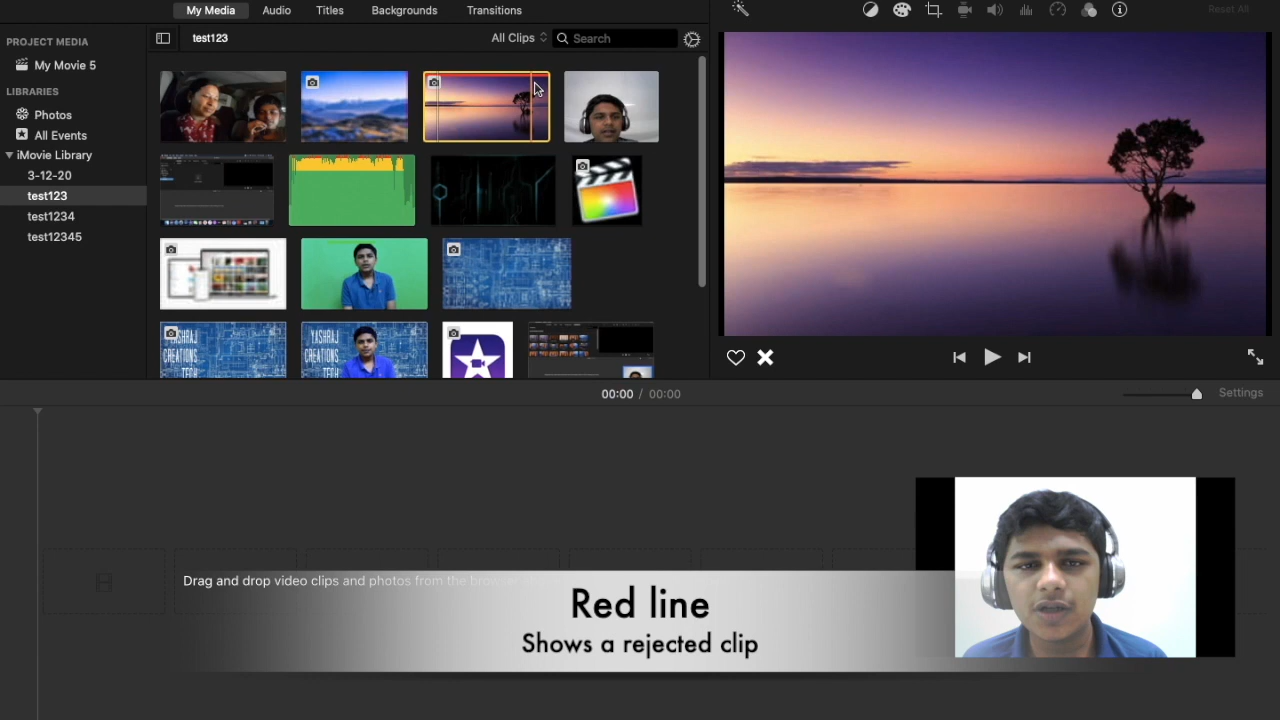 My Media Audio Titles Backgrounds Transitions
Reset All
PROJECT MEDIA
My Movie 5
LIBRARIES
Photos
All Events
iMovie Library
3-12-20
test123
test1234
test12345
test123
All Clips
Search
YASHRAJ
CREATIONS
TECH
YASHRAJ
CREATIONS
TECH
00:00 / 00:00
Settings
Drag and drop video clips and photos from the browser
Red line
Shows a rejected clip